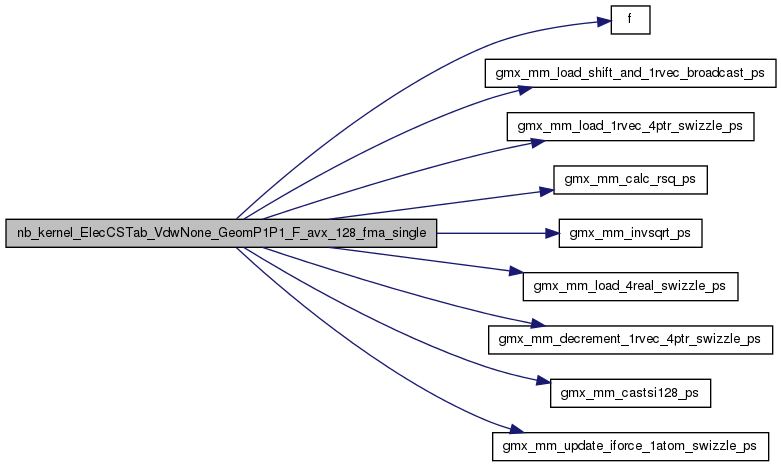 f
gmx_mm_load_shift_and_1rvec_broadcast_ps
gmx_mm_load_1rvec_4ptr_swizzle_ps
gmx_mm_calc_rsq_ps
nb_kernel_ElecCSTab_VdwNone_GeomP1P1_F_avx_128_fma_single
gmx_mm_invsqrt_ps
gmx_mm_load_4real_swizzle_ps
gmx_mm_decrement_1rvec_4ptr_swizzle_ps
gmx_mm_castsi128_ps
gmx_mm_update_iforce_1atom_swizzle_ps